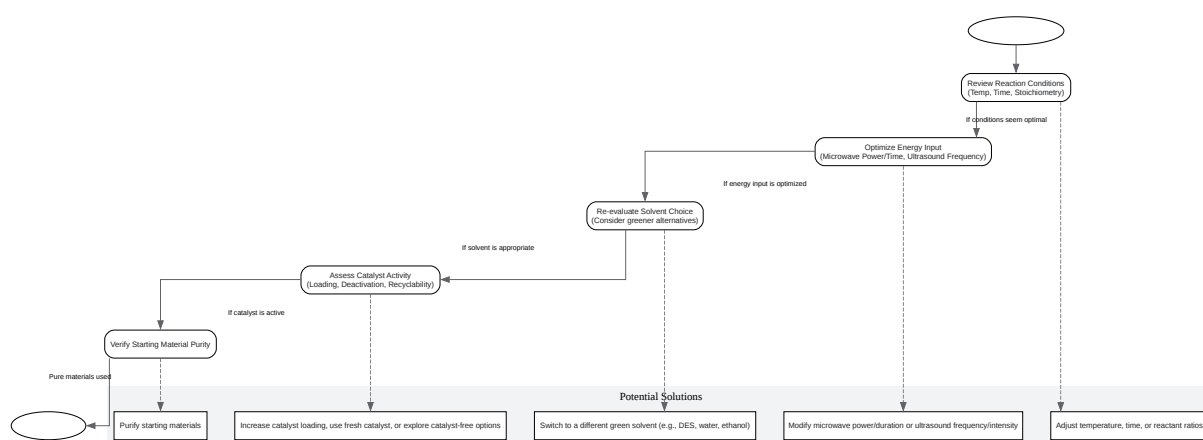 Review Reaction Conditions
(Temp, Time, Stoichiometry)
If conditions seem optimal
Optimize Energy Input
(Microwave Power/Time, Ultrasound Frequency)
If energy input is optimized
Re-evaluate Solvent Choice
(Consider greener alternatives)
If solvent is appropriate
Assess Catalyst Activity
(Loading, Deactivation, Recyclability)
If catalyst is active
Verify Starting Material Purity
Pure materials used
Potential Solutions
Purify starting materials
Increase catalyst loading, use fresh catalyst, or explore catalyst-free options
Switch to a different green solvent (e.g., DES, water, ethanol)
Modify microwave power/duration or ultrasound frequency/intensity
Adjust temperature, time, or reactant ratios